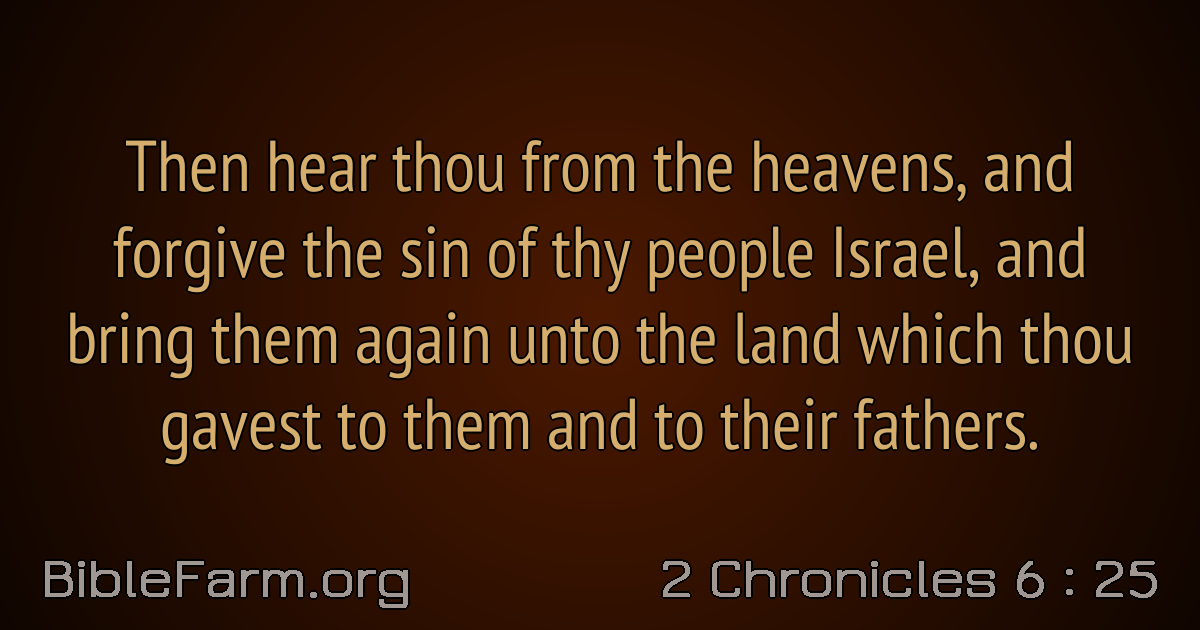 Then hear thou from the heavens, and
forgive the sin of thy people Israel, and
bring them again unto the land which thou
gavest to them and to their fathers.
BibleFarm.org
2 Chronicles 6 : 25